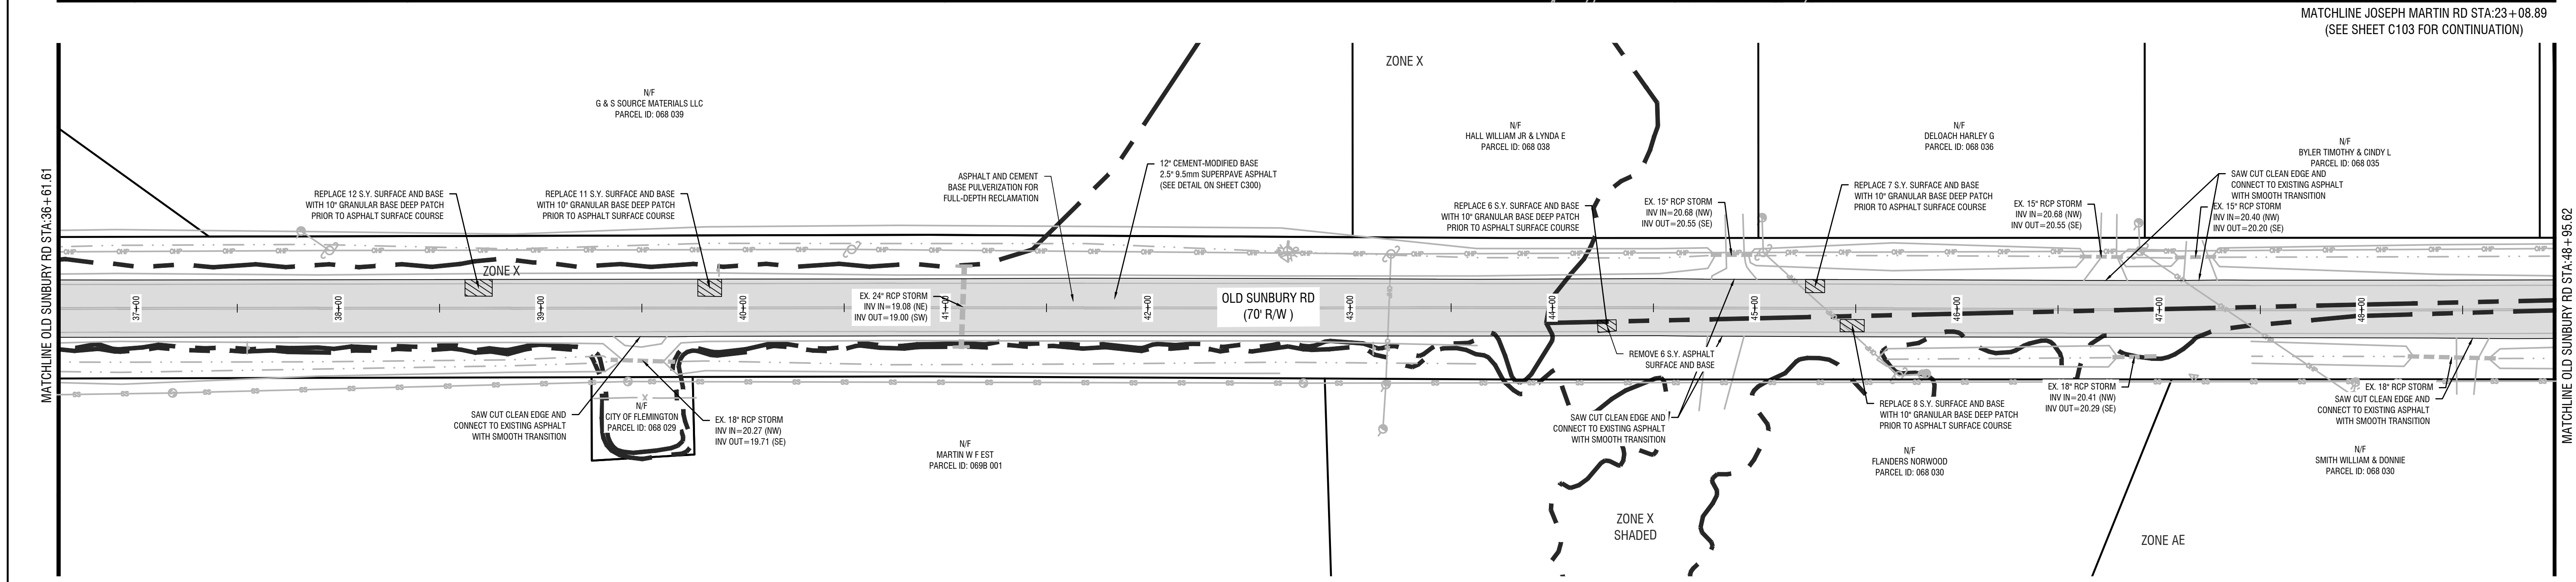 MATCHLINE JOSEPH MARTIN RD STA:23+08.89
(SEE SHEET C103 FOR CONTINUATION)
MATCHLINE OLD SUNBURY RD STA:36+61.61
N/F
G & S SOURCE MATERIALS LLC
PARCEL ID: 068 039
ZONE X
N/F
HALL WILLIAM JR & LYNDA E
PARCEL ID: 068 038
N/F
DELOACH HARLEY G
PARCEL ID: 068 036
N/F
BYLER TIMOTHY & CINDY L
PARCEL ID: 068 035
REPLACE 12 S.Y. SURFACE AND BASE
WITH 10" GRANULAR BASE DEEP PATCH
PRIOR TO ASPHALT SURFACE COURSE
REPLACE 11 S.Y. SURFACE AND BASE
WITH 10" GRANULAR BASE DEEP PATCH
PRIOR TO ASPHALT SURFACE COURSE
ASPHALT AND CEMENT
BASE PULVERIZATION FOR
FULL-DEPTH RECLAMATION
12" CEMENT-MODIFIED BASE
2.5" 9.5mm SUPERPAVE ASPHALT
(SEE DETAIL ON SHEET C300)
REPLACE 6 S.Y. SURFACE AND BASE
WITH 10" GRANULAR BASE DEEP PATCH
PRIOR TO ASPHALT SURFACE COURSE
EX. 15" RCP STORM
INV IN=20.68 (NW)
INV OUT=20.55 (SE)
REPLACE 7 S.Y. SURFACE AND BASE
WITH 10" GRANULAR BASE DEEP PATCH
PRIOR TO ASPHALT SURFACE COURSE
EX. 15" RCP STORM
INV IN=20.68 (NW)
INV OUT=20.55 (SE)
SAW CUT CLEAN EDGE AND
CONNECT TO EXISTING ASPHALT
WITH SMOOTH TRANSITION
EX. 15" RCP STORM
INV IN=20.40 (NW)
INV OUT=20.20 (SE)
ZONE X
37+00
38+00
39+00
40+00
EX. 24" RCP STORM
INV IN=19.08 (NE)
INV OUT=19.00 (SW)
41+00
42+00
OLD SUNBURY RD
(70' R/W )
43+00
44+00
45+00
46+00
47+00
48+00
MATCHLINE OLD SUNBURY RD STA:48+95.62
SAW CUT CLEAN EDGE AND
CONNECT TO EXISTING ASPHALT
WITH SMOOTH TRANSITION
N/F
CITY OF FLEMINGTON
PARCEL ID: 068 029
EX. 18" RCP STORM
INV IN=20.27 (NW)
INV OUT=19.71 (SE)
N/F
MARTIN W F EST
PARCEL ID: 069B 001
REMOVE 6 S.Y. ASPHALT
SURFACE AND BASE
SAW CUT CLEAN EDGE AND
CONNECT TO EXISTING ASPHALT
WITH SMOOTH TRANSITION
REPLACE 8 S.Y. SURFACE AND BASE
WITH 10" GRANULAR BASE DEEP PATCH
PRIOR TO ASPHALT SURFACE COURSE
EX. 18" RCP STORM
INV IN=20.41 (NW)
INV OUT=20.29 (SE)
EX. 18" RCP STORM
SAW CUT CLEAN EDGE AND
CONNECT TO EXISTING ASPHALT
WITH SMOOTH TRANSITION
N/F
FLANDERS NORWOOD
PARCEL ID: 068 030
N/F
SMITH WILLIAM & DONNIE
PARCEL ID: 068 030
ZONE X
SHADED
ZONE AE